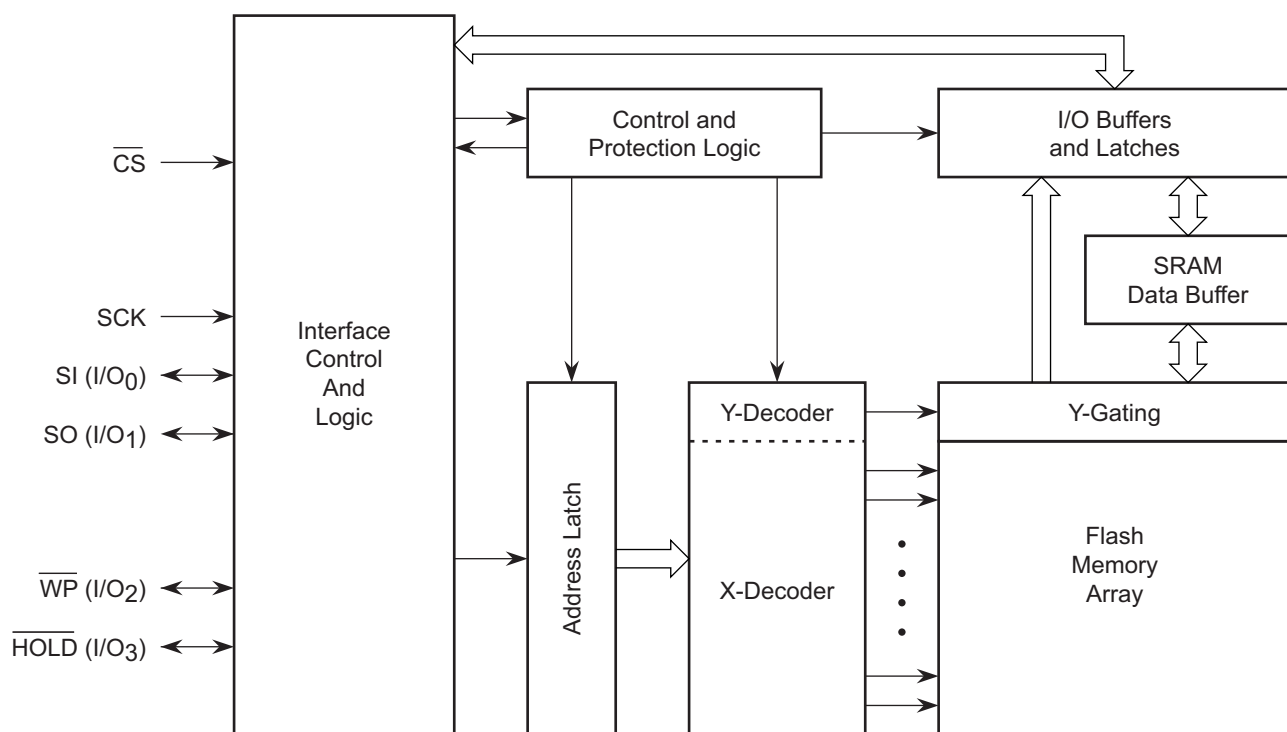 Control and
Protection Logic
I/O Buffers
and Latches
CS
SCK
SI (I/O0)
SO (I/O1)
WP (I/O2)
HOLD (I/O3)
Interface
Control
And
Logic
SRAM
Data Buffer
Address Latch
Y-Decoder
X-Decoder
Y-Gating
Flash
Memory
Array